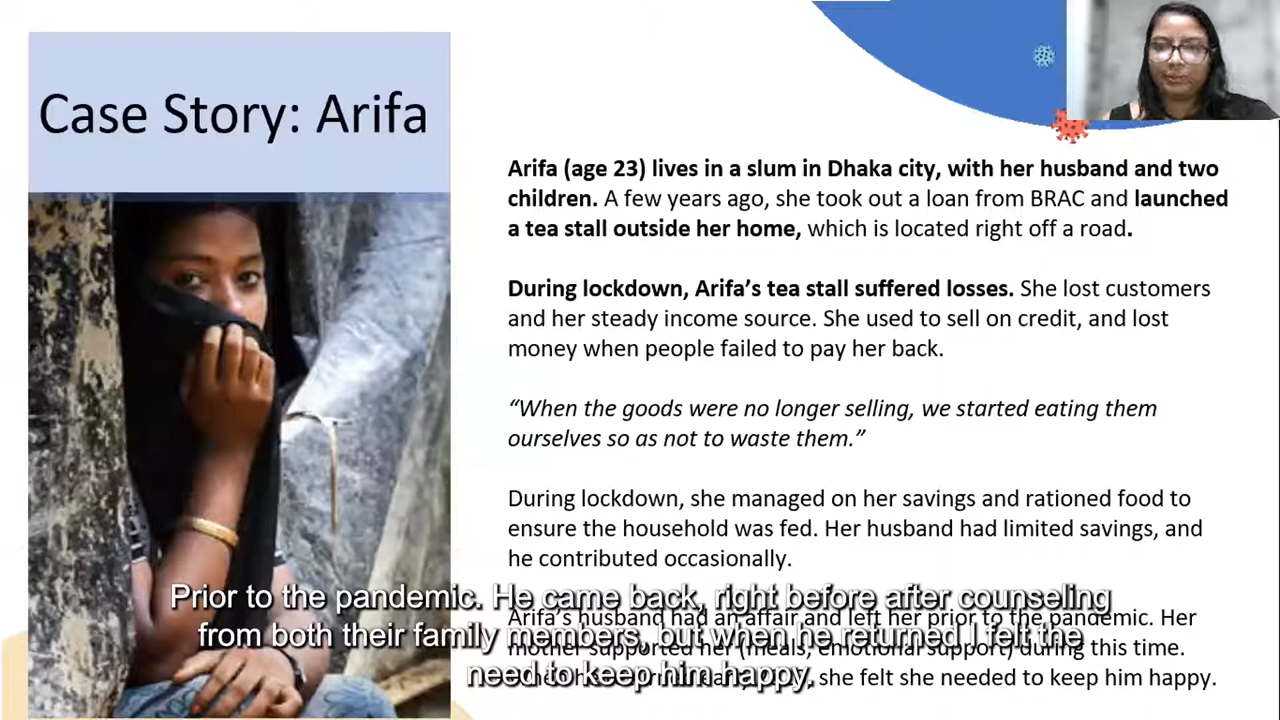 Case Story: Arifa
Arifa (age 23) lives in a slum in Dhaka city, with her husband and two
children. A few years ago, she took out a loan from BRAC and launched
a tea stall outside her home, which is located right off a road.
During lockdown, Arifa’s tea stall suffered losses. She lost customers
and her steady income source. She used to sell on credit, and lost
money when people failed to pay her back.
“When the goods were no longer selling, we started eating them
ourselves so as not to waste them.”
During lockdown, she managed on her savings and rationed food to
ensure the household was fed. Her husband had limited savings, and
he contributed occasionally.
Arifa’s husband had an affair and left her prior to the pandemic. Her
mother supported her (meals, emotional support) during this time.
she felt she needed to keep him happy.
Prior to the pandemic. He came back, right before after counseling
from both their family members, but when he returned I felt the
need to keep him happy.